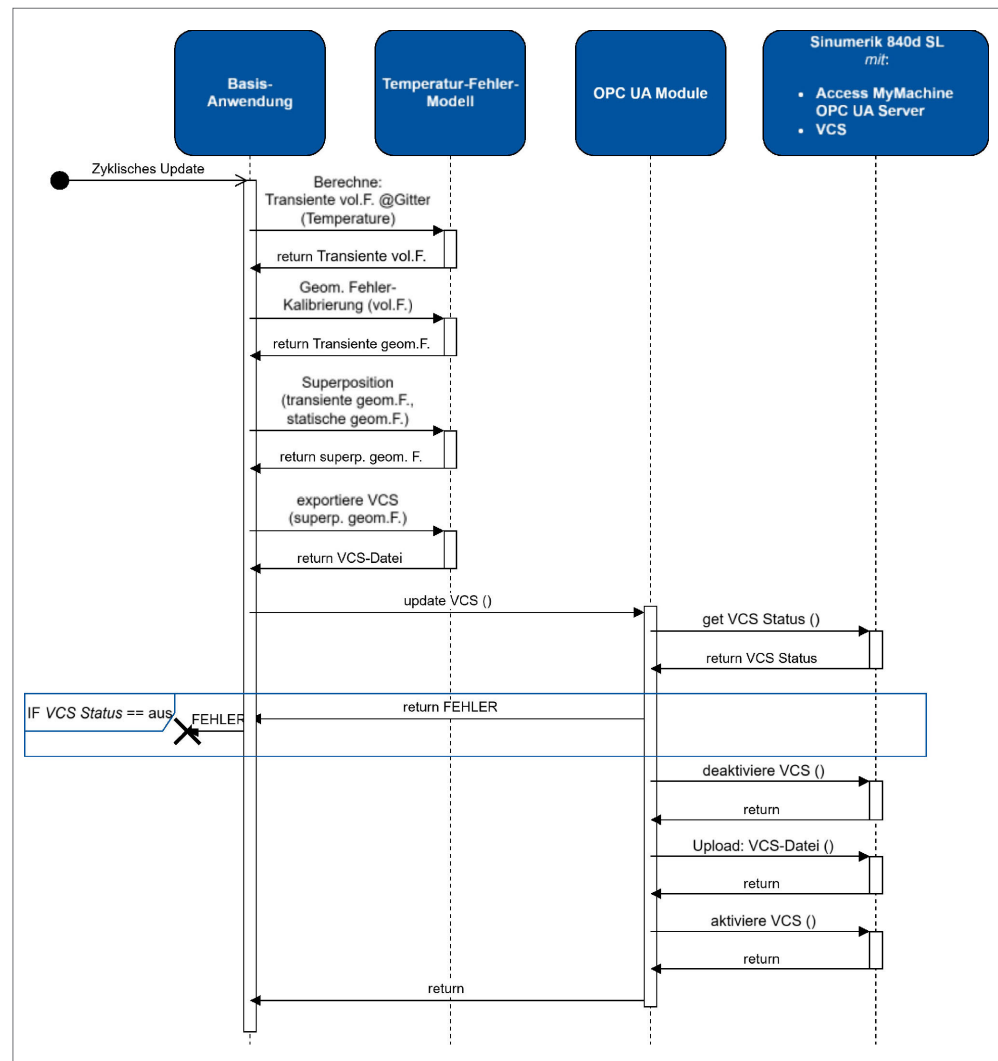 Basis-
Anwendung
Temperatur-Fehler-
Modell
OPC UA Module
Sinumerik 840d SL
mit:
• Access MyMachine
OPC UA Server
• VCS
Zyklisches Update
Berechne:
Transiente vol.F. @Gitter
(Temperature)
return Transiente vol.F.
Geom. Fehler-
Kalibrierung (vol.F.)
return Transiente geom.F.
Superposition
(transiente geom.F.,
statische geom.F.)
return superp. geom. F.
exportiere VCS
(superp. geom.F.)
return VCS-Datei
update VCS ()
get VCS Status ()
return VCS Status
IF VCS Status == aus
return FEHLER
FEHLER
deaktiviere VCS ()
return
Upload: VCS-Datei ()
return
aktiviere VCS ()
return
return